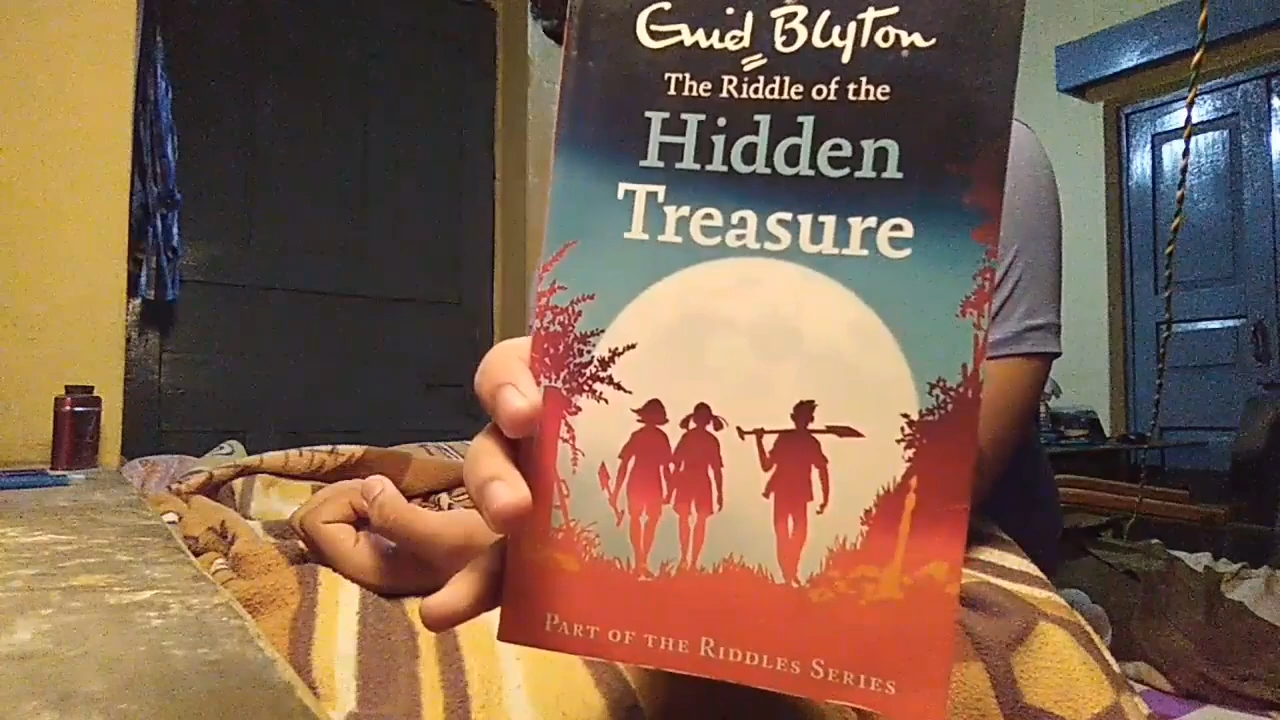 Enid Blyton
The Riddle of the
Hidden
Treasure
PART OF THE RIDDLES SERIES